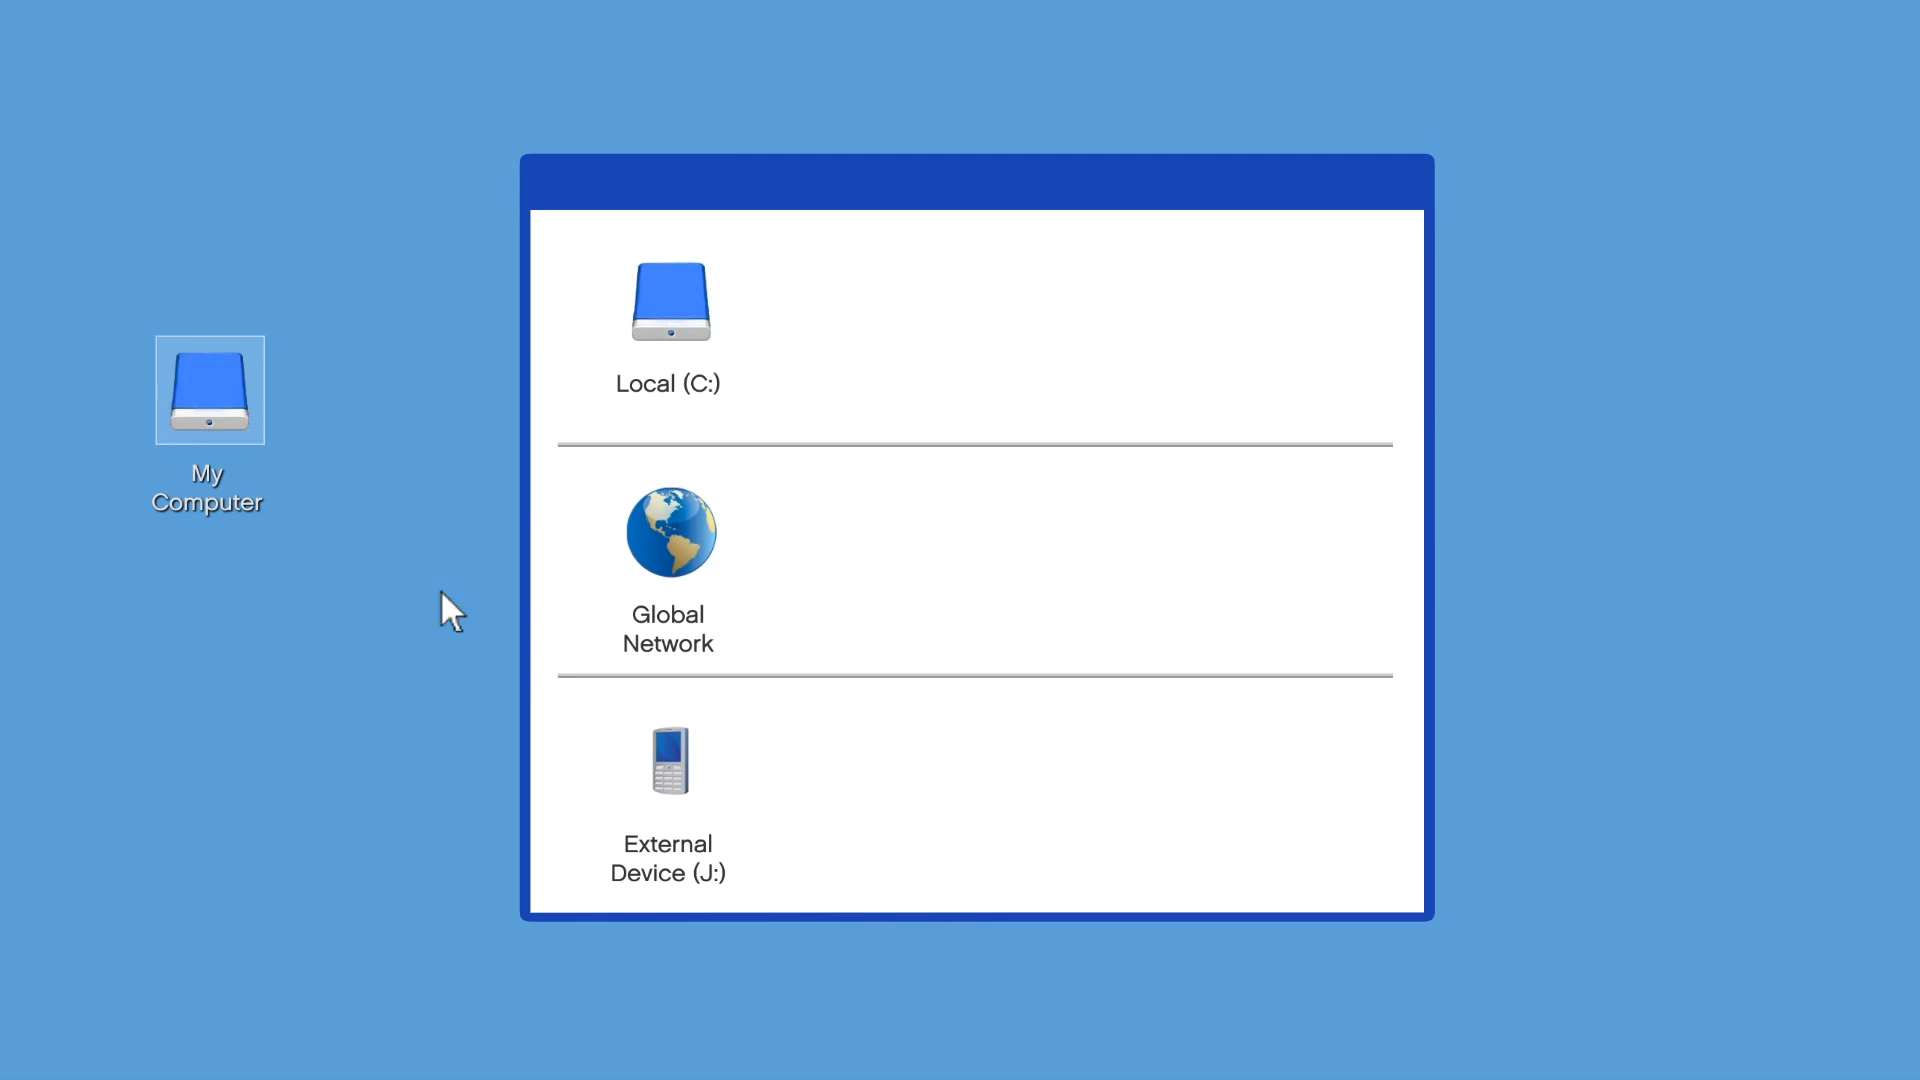 My
Computer
Local (C:)
Global
Network
External
Device (J:)